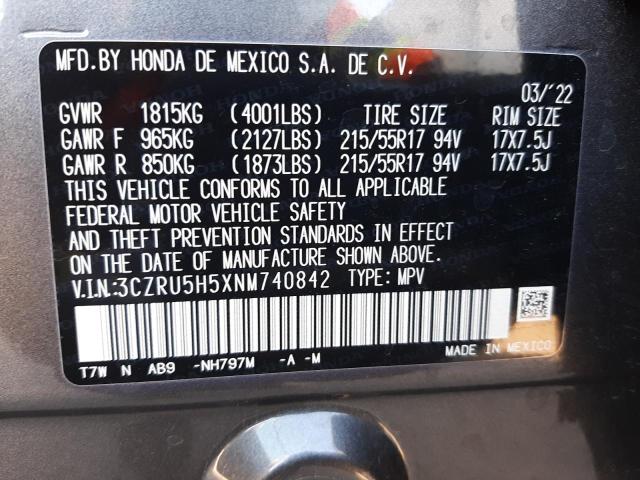 MFD.BY HONDA DE MEXICO S.A. DE C.V.
03/'22
GVWR 1815KG (4001LBS) TIRE SIZE RIM SIZE
GAWR F 965KG (2127LBS) 215/55R17 94V 17X7.5J
GAWR R 850KG (1873LBS) 215/55R17 94V 17X7.5J
THIS VEHICLE CONFORMS TO ALL APPLICABLE
FEDERAL MOTOR VEHICLE SAFETY
AND THEFT PREVENTION STANDARDS IN EFFECT
ON THE DATE OF MANUFACTURE SHOWN ABOVE.
V.I.N.:3CZRU5H5XNM740842 TYPE: MPV
T7W N AB9 -NH797M -A -M
MADE IN MEXICO